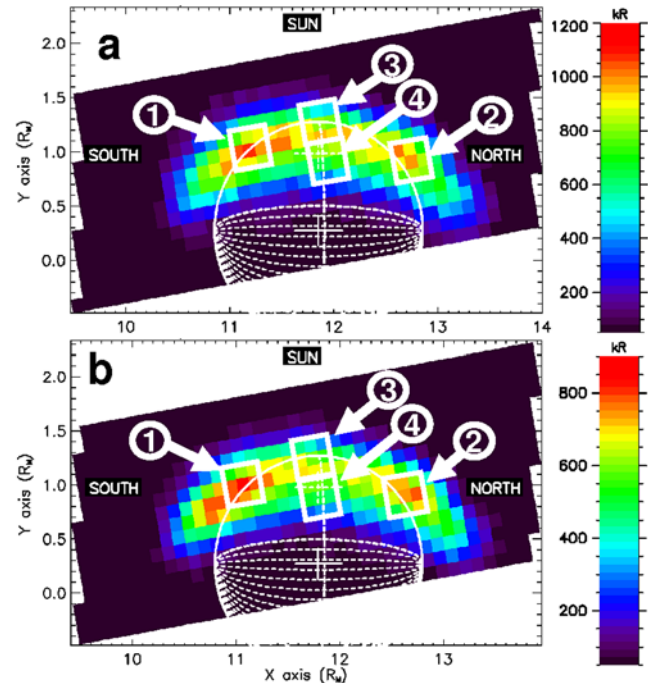 kR
SUN
a
③
④
①
②
SOUTH
NORTH
Y axis (R_M)
2.0
1.5
1.0
0.5
0.0
10
11
12
13
14
1200
1000
800
600
400
200
kR
SUN
b
③
④
①
②
SOUTH
NORTH
Y axis (R_M)
2.0
1.5
1.0
0.5
0.0
10
11
12
13
X axis (R_M)
800
600
400
200